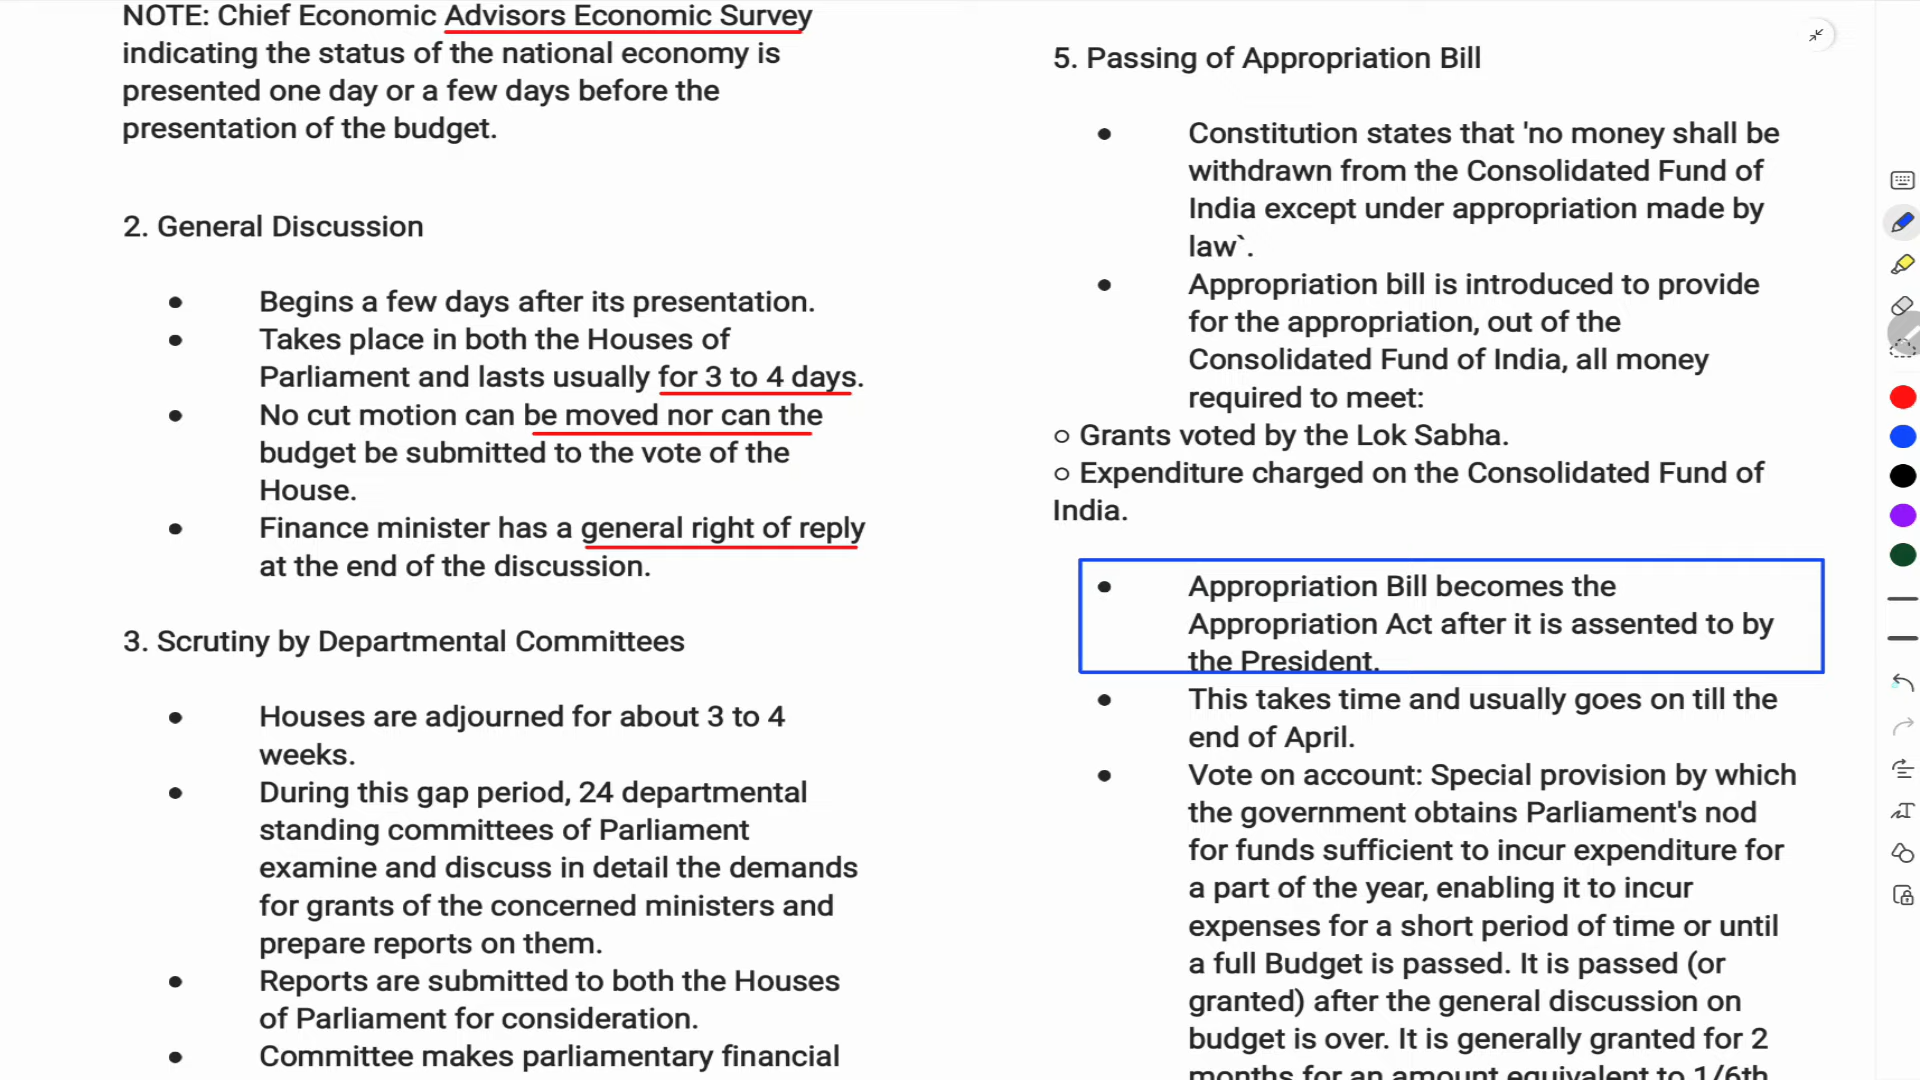 NOTE: Chief Economic Advisors Economic Survey
indicating the status of the national economy is
presented one day or a few days before the
presentation of the budget.
2. General Discussion
● Begins a few days after its presentation.
● Takes place in both the Houses of
Parliament and lasts usually for 3 to 4 days.
● No cut motion can be moved nor can the
budget be submitted to the vote of the
House.
● Finance minister has a general right of reply
at the end of the discussion.
3. Scrutiny by Departmental Committees
● Houses are adjourned for about 3 to 4
weeks.
● During this gap period, 24 departmental
standing committees of Parliament
examine and discuss in detail the demands
for grants of the concerned ministers and
prepare reports on them.
● Reports are submitted to both the Houses
of Parliament for consideration.
● Committee makes parliamentary financial
5. Passing of Appropriation Bill
● Constitution states that 'no money shall be
withdrawn from the Consolidated Fund of
India except under appropriation made by
law`.
● Appropriation bill is introduced to provide
for the appropriation, out of the
Consolidated Fund of India, all money
required to meet:
○ Grants voted by the Lok Sabha.
○ Expenditure charged on the Consolidated Fund of
India.
● Appropriation Bill becomes the
Appropriation Act after it is assented to by
the President.
● This takes time and usually goes on till the
end of April.
● Vote on account: Special provision by which
the government obtains Parliament's nod
for funds sufficient to incur expenditure for
a part of the year, enabling it to incur
expenses for a short period of time or until
a full Budget is passed. It is passed (or
granted) after the general discussion on
budget is over. It is generally granted for 2
months for an amount equivalent to 1/6th